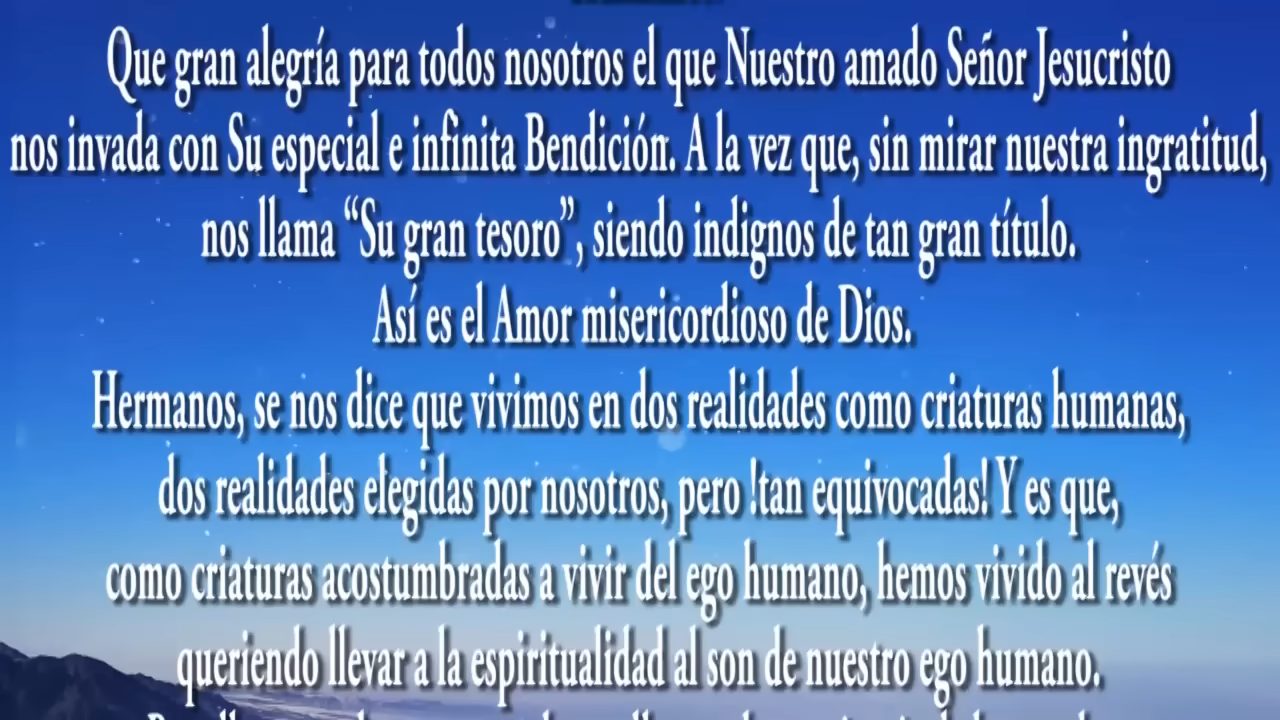 Que gran alegría para todos nosotros el que Nuestro amado Señor Jesucristo
nos invada con Su especial e infinita Bendición. A la vez que, sin mirar nuestra ingratitud,
nos llama “Su gran tesoro”, siendo indignos de tan gran título.
Así es el Amor misericordioso de Dios.
Hermanos, se nos dice que vivimos en dos realidades como criaturas humanas,
dos realidades elegidas por nosotros, pero !tan equivocadas! Y es que,
como criaturas acostumbradas a vivir del ego humano, hemos vivido al revés
queriendo llevar a la espiritualidad al son de nuestro ego humano.